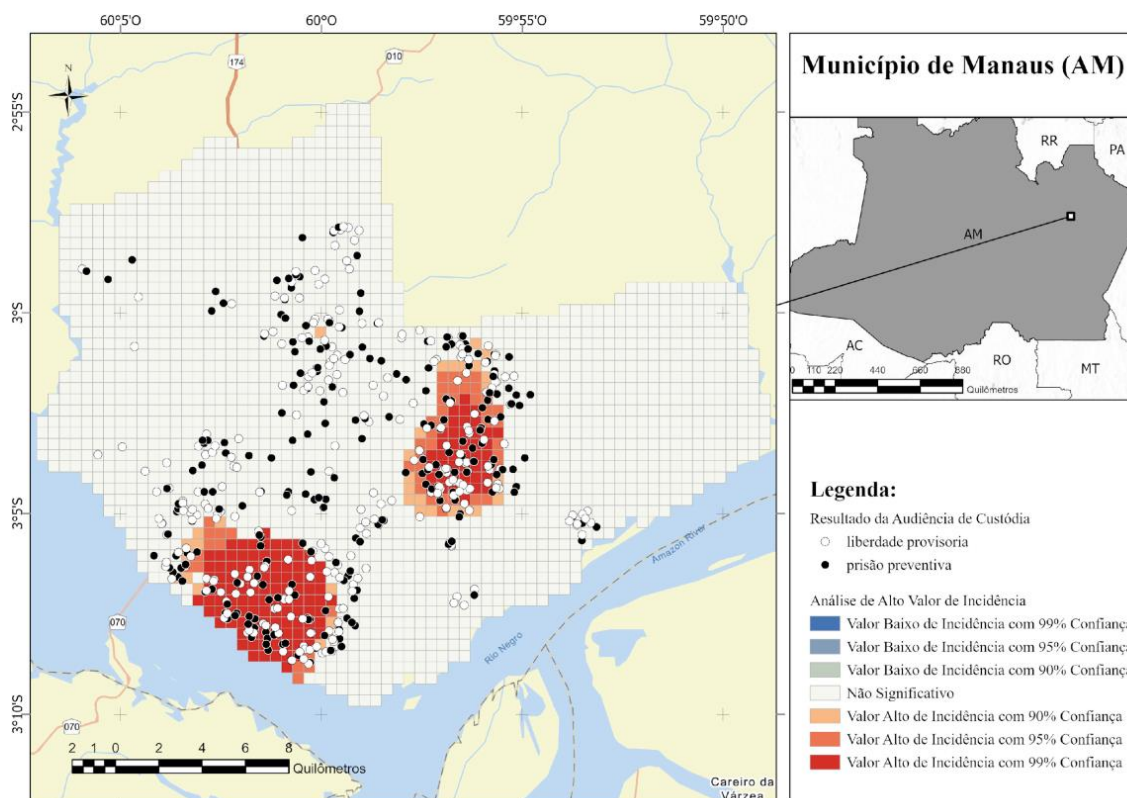 60°5'O 60°O 59°55'O 59°50'O
174
010
N
2°55'S
3°S
3°5'S
3°10'S
070
070
Amazon River
Rio Negro
Careiro da
Várzea
2 1 0 2 4 6 8
Quilômetros
Município de Manaus (AM)
RR
PA
AM
AC
RO
MT
0 110 220 440 660 880
Quilômetros
Legenda:
Resultado da Audiência de Custódia
liberdade provisoria
prisão preventiva
Análise de Alto Valor de Incidência
Valor Baixo de Incidência com 99% Confiança
Valor Baixo de Incidência com 95% Confiança
Valor Baixo de Incidência com 90% Confiança
Não Significativo
Valor Alto de Incidência com 90% Confiança
Valor Alto de Incidência com 95% Confiança
Valor Alto de Incidência com 99% Confiança